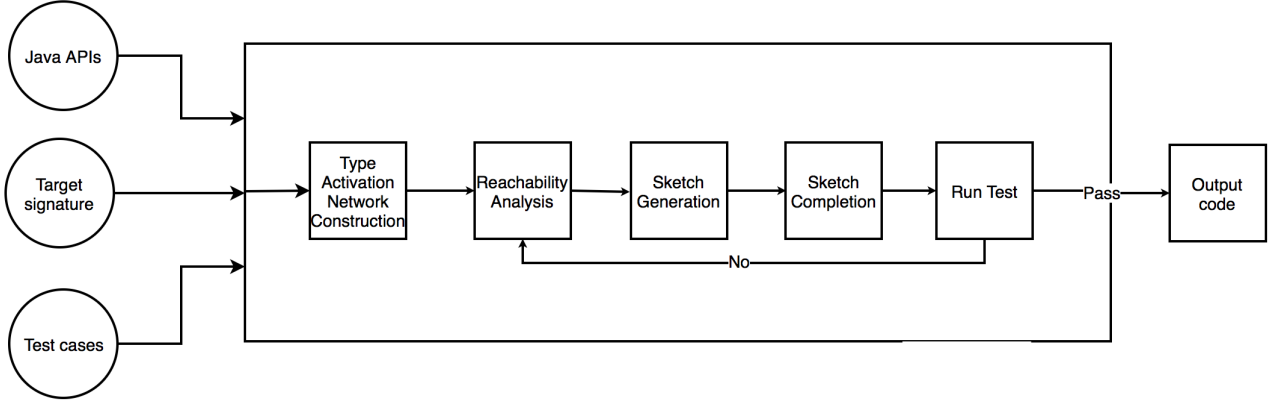 Java APIs
Target
signature
Test cases
Type
Activation
Network
Construction
Reachability
Analysis
Sketch
Generation
Sketch
Completion
Run Test
No
Pass
Output
code